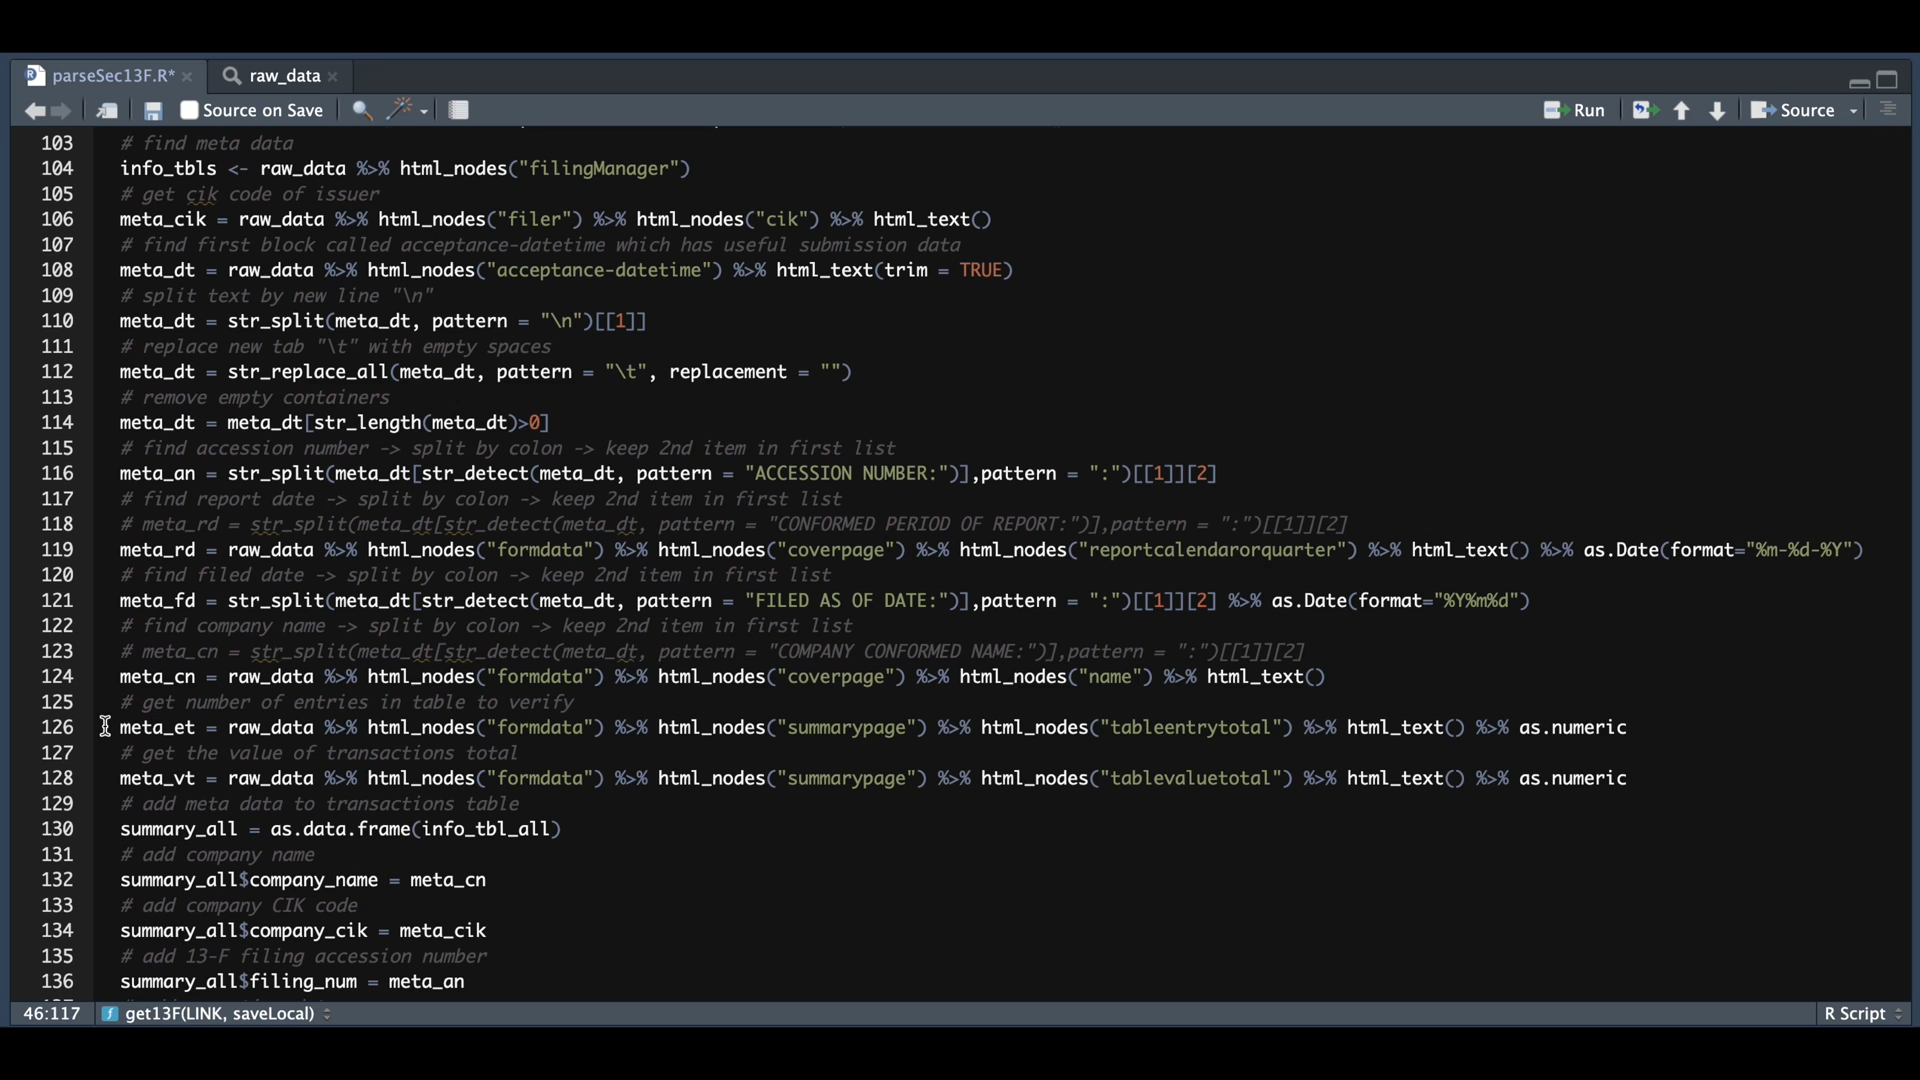 parseSec13F.R*
raw_data
Source on Save
Run
Source
103 # find meta data
104 info_tbls <- raw_data %>% html_nodes("filingManager")
105 # get cik code of issuer
106 meta_cik = raw_data %>% html_nodes("filer") %>% html_nodes("cik") %>% html_text()
107 # find first block called acceptance-datetime which has useful submission data
108 meta_dt = raw_data %>% html_nodes("acceptance-datetime") %>% html_text(trim = TRUE)
109 # split text by new line "\n"
110 meta_dt = str_split(meta_dt, pattern = "\n")[[1]]
111 # replace new tab "\t" with empty spaces
112 meta_dt = str_replace_all(meta_dt, pattern = "\t", replacement = "")
113 # remove empty containers
114 meta_dt = meta_dt[str_length(meta_dt)>0]
115 # find accession number -> split by colon -> keep 2nd item in first list
116 meta_an = str_split(meta_dt[str_detect(meta_dt, pattern = "ACCESSION NUMBER:")],pattern = ":")[[1]][2]
117 # find report date -> split by colon -> keep 2nd item in first list
118 # meta_rd = str_split(meta_dt[str_detect(meta_dt, pattern = "CONFORMED PERIOD OF REPORT:")],pattern = ":")[[1]][2]
119 meta_rd = raw_data %>% html_nodes("formdata") %>% html_nodes("coverpage") %>% html_nodes("reportcalendarorquarter") %>% html_text() %>% as.Date(format="%m-%d-%Y")
120 # find filed date -> split by colon -> keep 2nd item in first list
121 meta_fd = str_split(meta_dt[str_detect(meta_dt, pattern = "FILED AS OF DATE:")],pattern = ":")[[1]][2] %>% as.Date(format="%Y%m%d")
122 # find company name -> split by colon -> keep 2nd item in first list
123 # meta_cn = str_split(meta_dt[str_detect(meta_dt, pattern = "COMPANY CONFORMED NAME:")],pattern = ":")[[1]][2]
124 meta_cn = raw_data %>% html_nodes("formdata") %>% html_nodes("coverpage") %>% html_nodes("name") %>% html_text()
125 # get number of entries in table to verify
126 meta_et = raw_data %>% html_nodes("formdata") %>% html_nodes("summarypage") %>% html_nodes("tableentrytotal") %>% html_text() %>% as.numeric
127 # get the value of transactions total
128 meta_vt = raw_data %>% html_nodes("formdata") %>% html_nodes("summarypage") %>% html_nodes("tablevaluetotal") %>% html_text() %>% as.numeric
129 # add meta data to transactions table
130 summary_all = as.data.frame(info_tbl_all)
131 # add company name
132 summary_all$company_name = meta_cn
133 # add company CIK code
134 summary_all$company_cik = meta_cik
135 # add 13-F filing accession number
136 summary_all$filing_num = meta_an
46:117 get13F(LINK, saveLocal)
R Script